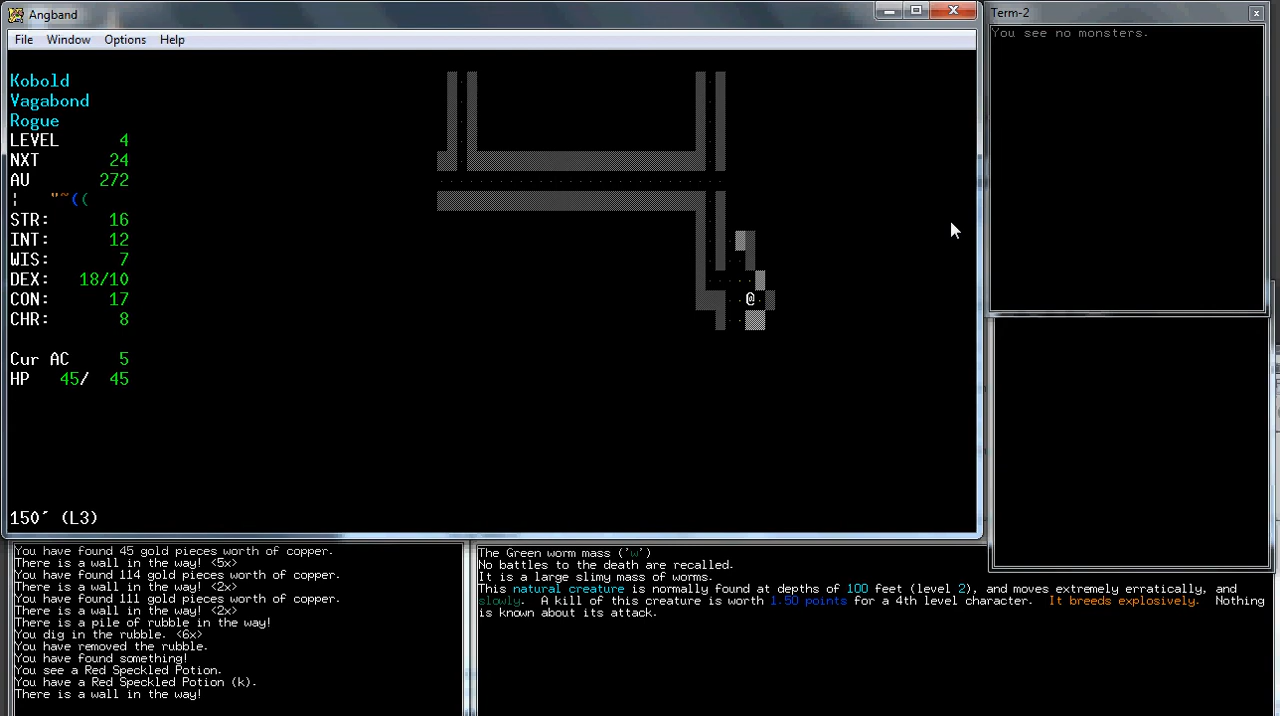 Angband
File Window Options Help
Kobold
Vagabond
Rogue
LEVEL 4
NXT 24
AU 272
¦ "~((
STR: 16
INT: 12
WIS: 7
DEX: 18/10
CON: 17
CHR: 8
Cur AC 5
HP 45/ 45
@
150' (L3)
Term-2
You see no monsters.
You have found 45 gold pieces worth of copper.
There is a wall in the way! <5x>
You have found 114 gold pieces worth of copper.
There is a wall in the way! <2x>
You have found 111 gold pieces worth of copper.
There is a wall in the way! <2x>
There is a pile of rubble in the way!
You dig in the rubble. <6x>
You have removed the rubble.
You have found something!
You see a Red Speckled Potion.
You have a Red Speckled Potion (k).
There is a wall in the way!
The Green worm mass ('w')
No battles to the death are recalled.
It is a large slimy mass of worms.
This natural creature is normally found at depths of 100 feet (level 2), and moves extremely erratically, and
slowly. A kill of this creature is worth 1.50 points for a 4th level character. It breeds explosively. Nothing
is known about its attack.